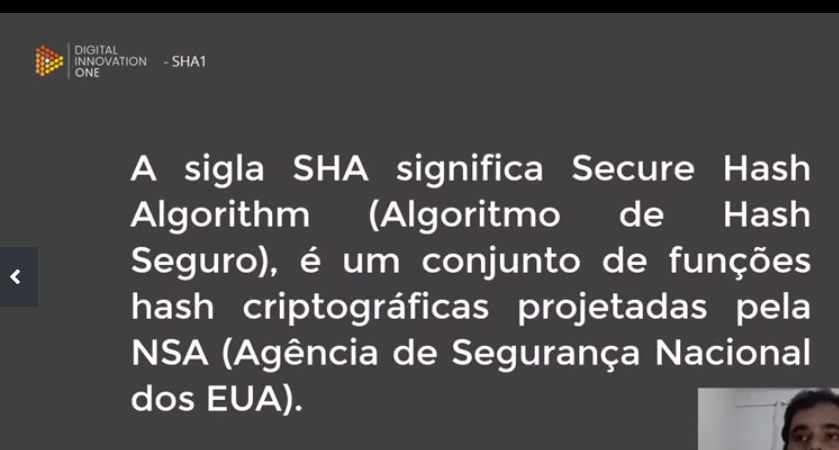 DIGITAL
INNOVATION
ONE
- SHA1
A sigla SHA significa Secure Hash
Algorithm (Algoritmo de Hash
Seguro), é um conjunto de funções
hash criptográficas projetadas pela
NSA (Agência de Segurança Nacional
dos EUA).